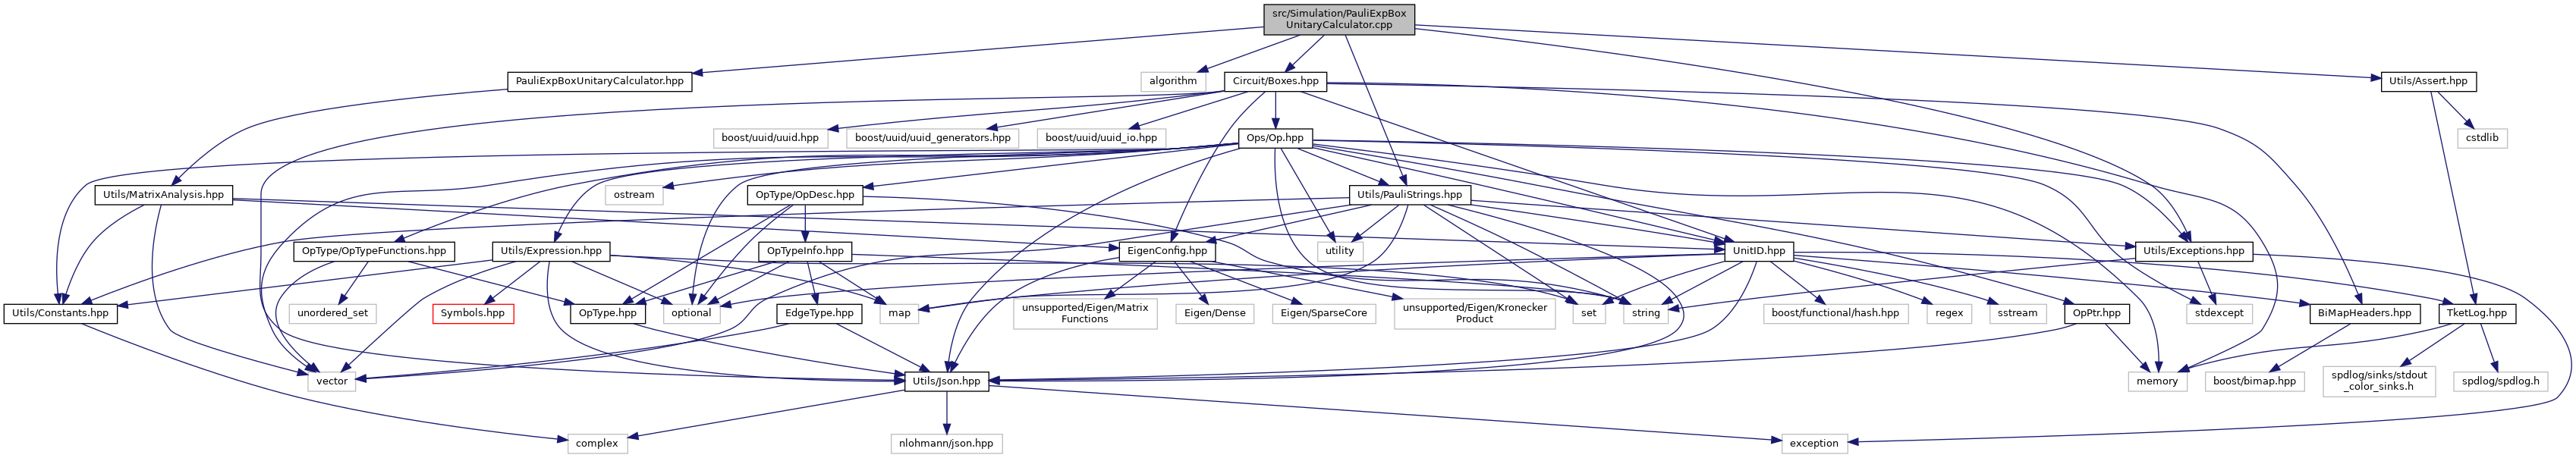 src/Simulation/PauliExpBox
UnitaryCalculator.cpp
PauliExpBoxUnitaryCalculator.hpp
algorithm
Circuit/Boxes.hpp
Utils/Assert.hpp
boost/uuid/uuid.hpp
boost/uuid/uuid_generators.hpp
boost/uuid/uuid_io.hpp
Ops/Op.hpp
cstdlib
Utils/MatrixAnalysis.hpp
ostream
OpType/OpDesc.hpp
Utils/PauliStrings.hpp
OpType/OpTypeFunctions.hpp
Utils/Expression.hpp
OpTypeInfo.hpp
EigenConfig.hpp
utility
UnitID.hpp
Utils/Exceptions.hpp
Utils/Constants.hpp
unordered_set
Symbols.hpp
OpType.hpp
optional
EdgeType.hpp
map
unsupported/Eigen/Matrix
Functions
Eigen/Dense
Eigen/SparseCore
unsupported/Eigen/Kronecker
Product
set
string
boost/functional/hash.hpp
regex
sstream
OpPtr.hpp
stdexcept
BiMapHeaders.hpp
TketLog.hpp
vector
Utils/Json.hpp
memory
boost/bimap.hpp
spdlog/sinks/stdout
_color_sinks.h
spdlog/spdlog.h
complex
nlohmann/json.hpp
exception